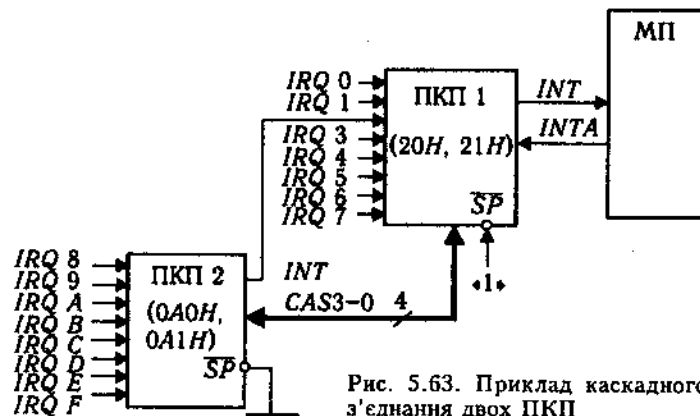 МП
IRQ 0
IRQ 1
IRQ 3
IRQ 4
IRQ 5
IRQ 6
IRQ 7
ПКП 1
(20H, 21H)
SP
«1»
INT
INTA
IRQ 8
IRQ 9
IRQ A
IRQ B
IRQ C
IRQ D
IRQ E
IRQ F
ПКП 2
(0A0H,
0A1H)
SP
INT
CAS3-0 4
Рис. 5.63. Приклад каскадного
з'єднання двох ПКП